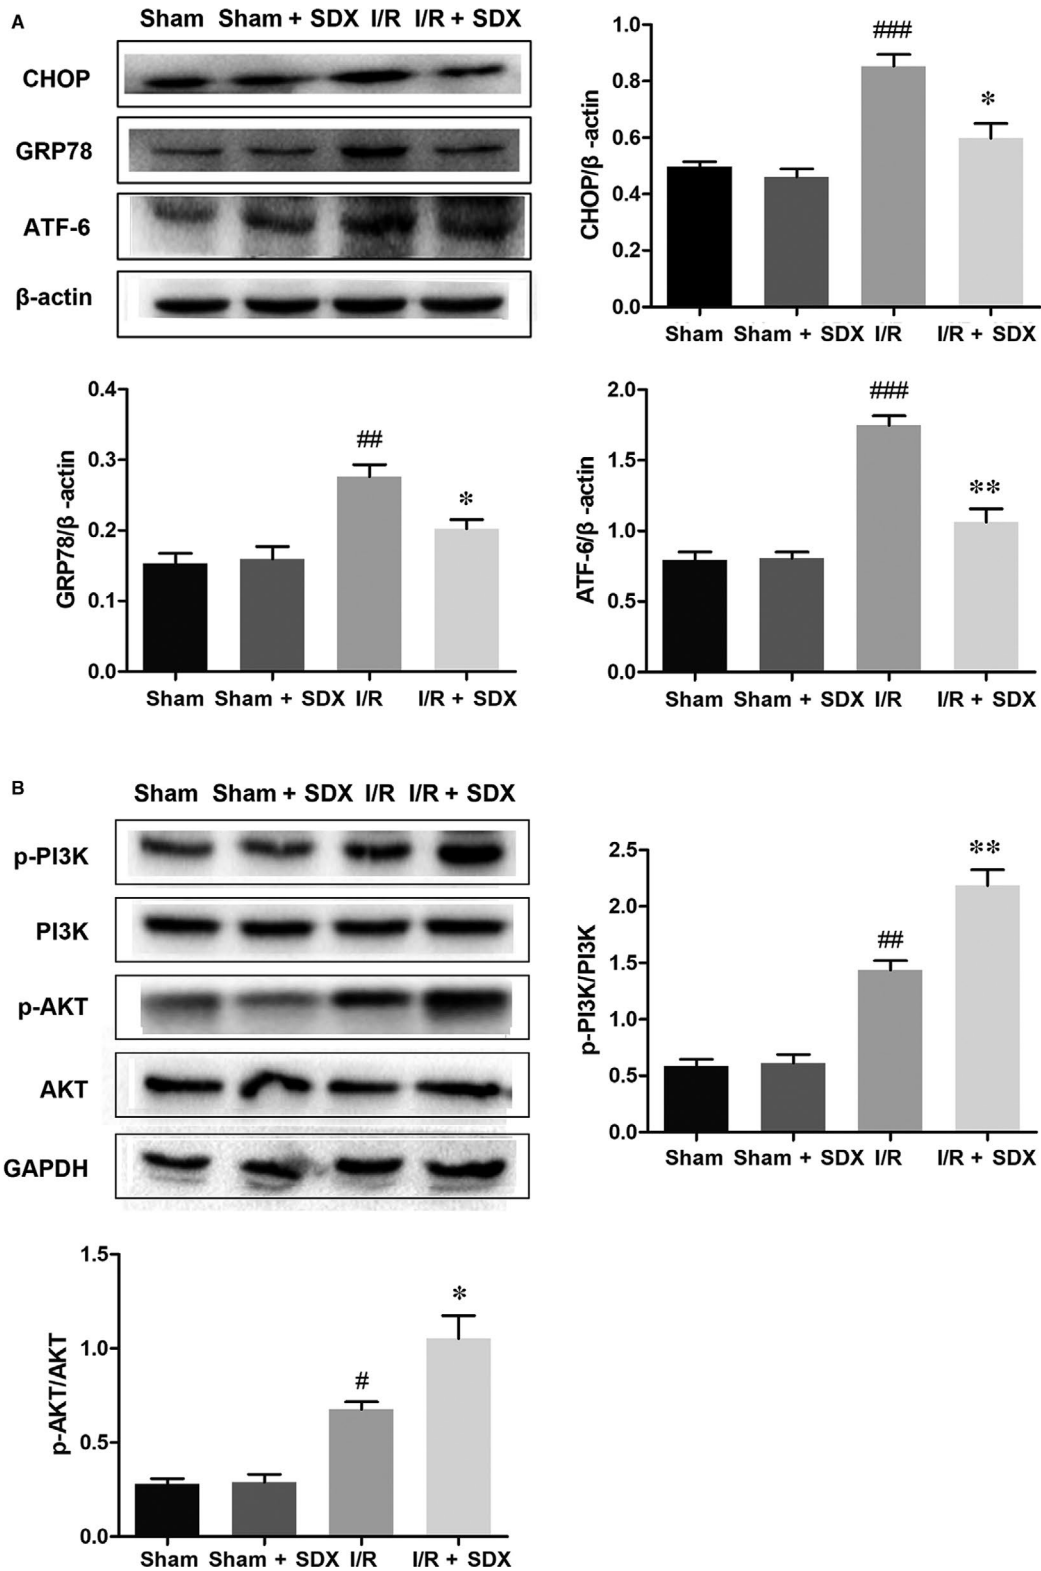 A
Sham Sham + SDX I/R I/R + SDX
CHOP
GRP78
ATF-6
β-actin
CHOP/β -actin
1.0
0.8
0.6
0.4
0.2
0.0
###
*
Sham Sham + SDX I/R I/R + SDX
GRP78/β -actin
0.4
0.3
0.2
0.1
0.0
##
*
Sham Sham + SDX I/R I/R + SDX
ATF-6/β -actin
2.0
1.5
1.0
0.5
0.0
###
**
Sham Sham + SDX I/R I/R + SDX
B
Sham Sham + SDX I/R I/R + SDX
p-PI3K
PI3K
p-AKT
AKT
GAPDH
p-PI3K/PI3K
2.5
2.0
1.5
1.0
0.5
0.0
##
**
Sham Sham + SDX I/R I/R + SDX
p-AKT/AKT
1.5
1.0
0.5
0.0
#
*
Sham Sham + SDX I/R I/R + SDX